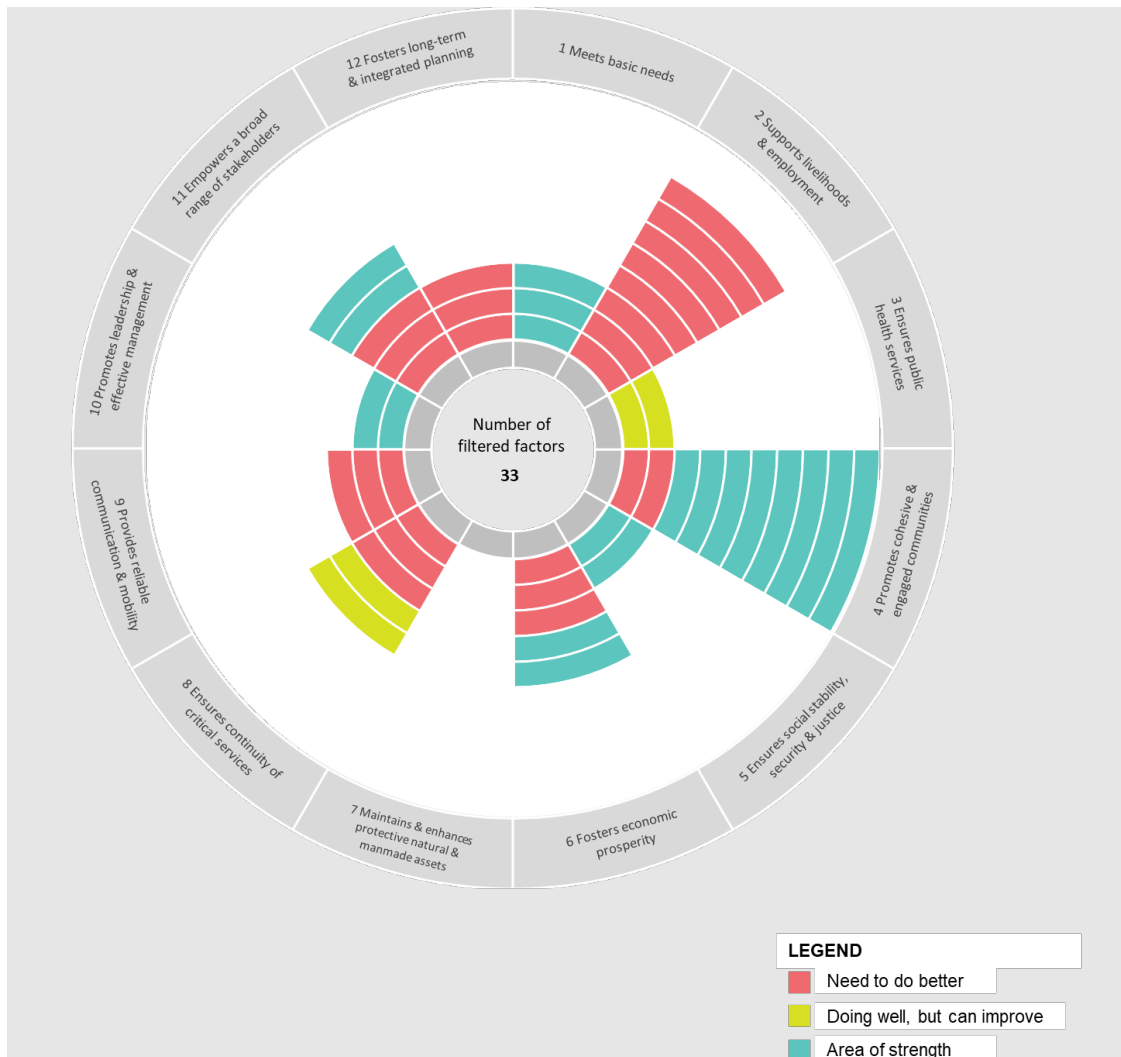 1 Meets basic needs
2 Supports livelihoods
& employment
3 Ensures public
health services
4 Promotes cohesive &
engaged communities
5 Ensures social stability,
security & justice
6 Fosters economic
prosperity
7 Maintains & enhances
protective natural &
manmade assets
8 Ensures continuity of
critical services
9 Provides reliable
communication & mobility
10 Promotes leadership &
effective management
11 Empowers a broad
range of stakeholders
12 Fosters long-term
& integrated planning
Number of
filtered factors
33
LEGEND
Need to do better
Doing well, but can improve
Area of strength